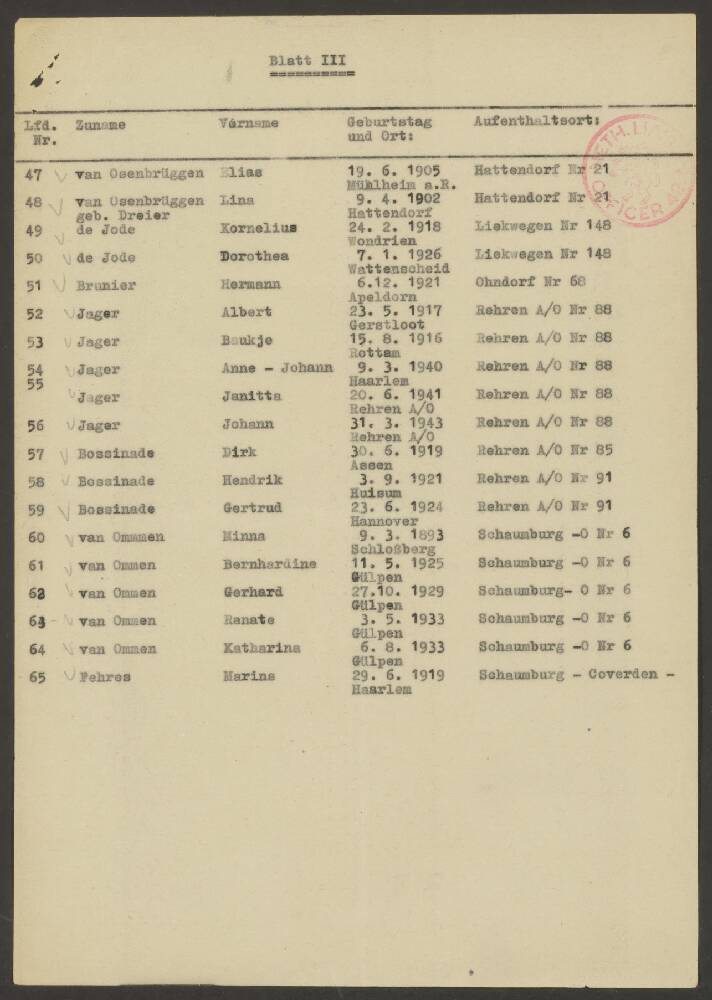 Blatt III
Lfd. Zuname Vorname Geburtstag Aufenthaltsort:
Nr. und Ort:
47 van Osenbrüggen Elias 19. 6. 1905 Hattendorf Nr 21
Mühlheim a.R.
48 van Osenbrüggen Lina 9. 4. 1902 Hattendorf Nr 21
geb. Dreier Hattendorf
49 de Jode Kornelius 24. 2. 1918 Liekwegen Nr 148
Wondrien
50 de Jode Dorothea 7. 1. 1926 Liekwegen Nr 148
Wattenscheid
51 Brunier Hermann 6.12. 1921 Ohndorf Nr 68
Apeldorn
52 Jager Albert 23. 5. 1917 Rehren A/O Nr 88
Gerstloot
53 Jager Baukje 15. 8. 1916 Rehren A/O Nr 88
Rottam
54 Jager Anne - Johann 9. 3. 1940 Rehren A/O Nr 88
Haarlem
55 Jager Janitta 20. 6. 1941 Rehren A/O Nr 88
Rehren A/O
56 Jager Johann 31. 3. 1943 Rehren A/O Nr 88
Rehren A/O
57 Bossinade Dirk 30. 6. 1919 Rehren A/O Nr 85
Assen
58 Bossinade Hendrik 3. 9. 1921 Rehren A/O Nr 91
Huisum
59 Bossinade Gertrud 23. 6. 1924 Rehren A/O Nr 91
Hannover
60 van Ommmen Minna 9. 3. 1893 Schaumburg -O Nr 6
Schloßberg
61 van Ommen Bernhardine 11. 5. 1925 Schaumburg -O Nr 6
Gülpen
62 van Ommen Gerhard 27.10. 1929 Schaumburg- O Nr 6
Gülpen
63 van Ommen Renate 3. 5. 1933 Schaumburg -O Nr 6
Gülpen
64 van Ommen Katharina 6. 8. 1933 Schaumburg -O Nr 6
Gülpen
65 Fehres Marina 29. 6. 1919 Schaumburg - Coverden -
Haarlem